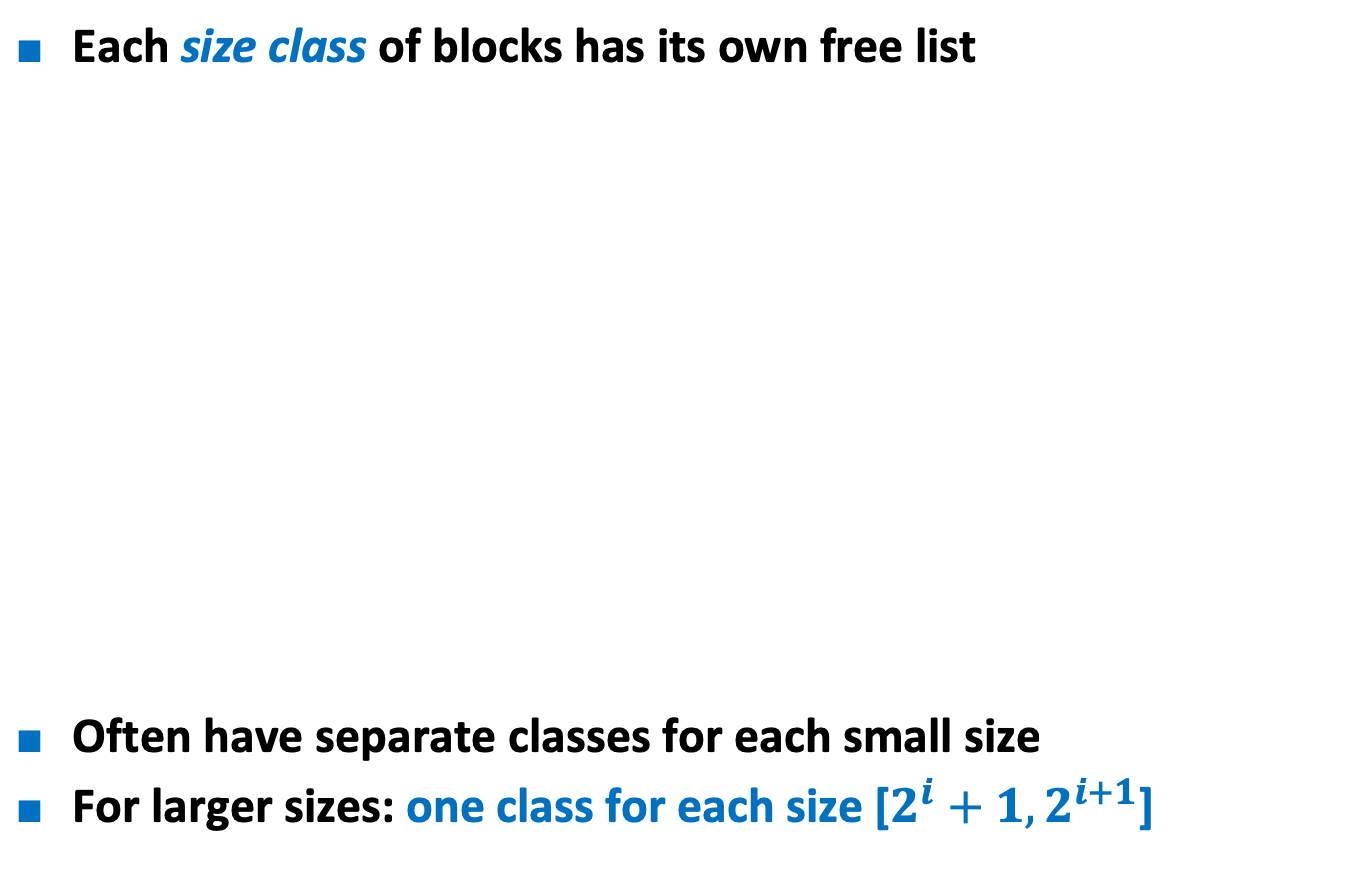 ■ Each size class of blocks has its own free list
■ Often have separate classes for each small size
■ For larger sizes: one class for each size [2^i + 1, 2^{i+1}]